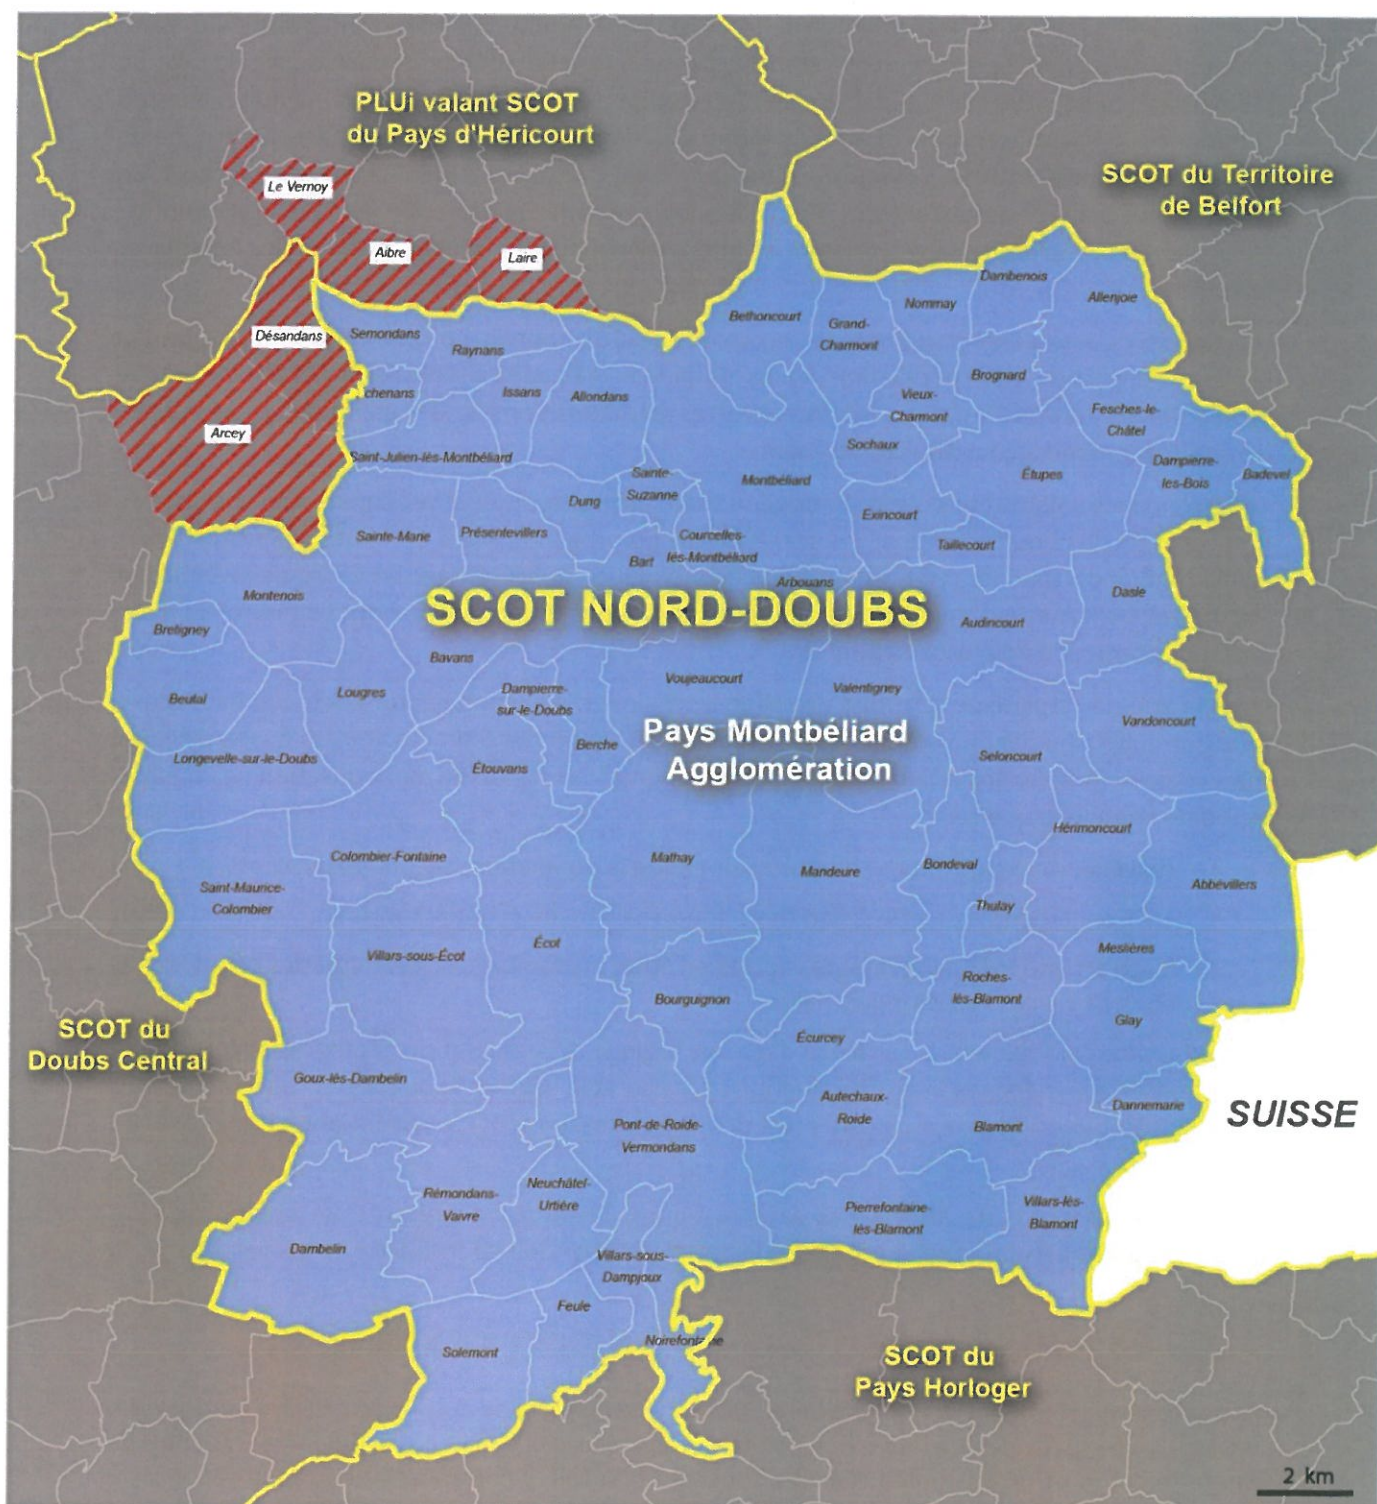 PLUi valant SCOT
du Pays d'Héricourt
SCOT du Territoire
de Belfort
Le Vernoy
Aibre
Laire
Désandans
Arcey
Semondans
Raynans
Issans
Allondans
chenans
Saint-Julien-lés-Montbéliard
Bethoncourt
Grand-
Charmont
Nommay
Dambenois
Allenjoie
Brognard
Vieux-
Charmont
Fesches-le-
Châtel
Sochaux
Étupes
Dampierre-
les-Bois
Badevel
Sainte-
Suzanne
Montbéliard
Dung
Exincourt
Sainte-Marie
Présentevillers
Bart
Courcelles-
lés-Montbéliard
Taillecourt
Arbouans
Dasle
Montenois
SCOT NORD-DOUBS
Audincourt
Bretigney
Bavans
Beutal
Lougres
Dampierre-
sur-le-Doubs
Voujeaucourt
Valentigney
Vandoncourt
Berche
Pays Montbéliard
Agglomération
Longevelle-sur-le-Doubs
Étouvans
Seloncourt
Hérimoncourt
Colombier-Fontaine
Mathay
Mandeure
Bondeval
Saint-Maurice-
Colombier
Abbévillers
Thulay
Villars-sous-Écot
Écot
Meslières
Bourguignon
Roches-
lès-Blamont
Glay
SCOT du
Doubs Central
Écurcey
Goux-lès-Dambelin
Autechaux-
Roide
Dannemarie
SUISSE
Pont-de-Roide-
Vermondans
Blamont
Rémondans-
Vaivre
Neuchâtel-
Urtière
Pierrefontaine-
lès-Blamont
Villars-lès-
Blamont
Dambelin
Villars-sous-
Dampjoux
Feule
Solemont
Noirefontaine
SCOT du
Pays Horloger
2 km